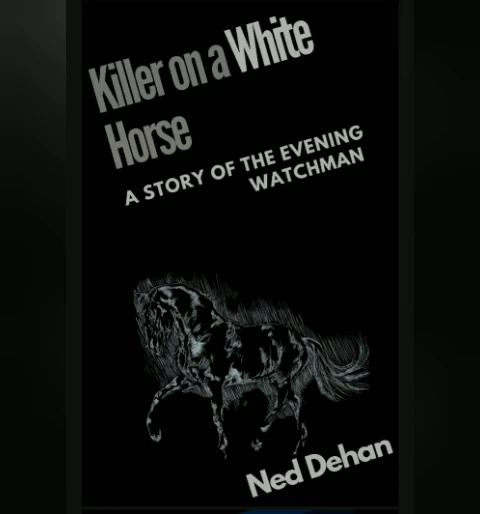 Killer on a White
Horse
A STORY OF THE EVENING
WATCHMAN
Ned Dehan